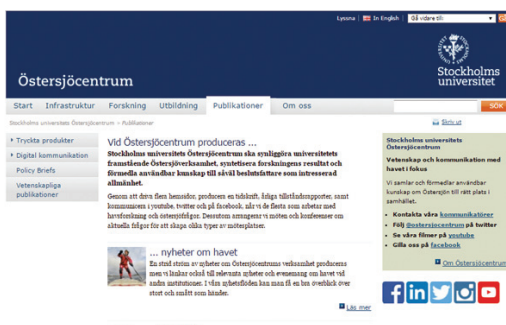 Lyssna
In English
Gå vidare till:
Stockholms
universitet
Östersjöcentrum
Start Infrastruktur Forskning Utbildning Publikationer Om oss
SÖK
Stockholms universitets Östersjöcentrum > Publikationer
Skriv ut
Tryckta produkter
Digital kommunikation
Policy Briefs
Vetenskapliga
publikationer
Vid Östersjöcentrum produceras ...
Stockholms universitets Östersjöcentrum ska synliggöra universitetets
framstående Östersjöverksamhet, syntetisera forskningens resultat och
förmedla användbar kunskap till såväl beslutsfattare som intresserad
allmänhet.
Genom att driva flera hemsidor, producera en tidskrift, årliga tillståndsrapporter, samt
kommunicera i youtube, twitter och på facebook, når vi de flesta som arbetar med
havsforskning och östersjöfrågor. Dessutom arrangerar vi möten och konferenser om
aktuella frågor för att skapa olika typer av mötesplatser.
... nyheter om havet
En strid ström av nyheter om Östersjöcentrums verksamhet produceras
men vi länkar också till relevanta nyheter och evenemang om havet vid
andra institutioner. I våra nyhetsflöden kan man få en bra överblick över
stort och smått som händer.
Läs mer
Stockholms universitets
Östersjöcentrum
Vetenskap och kommunikation med
havet i fokus
Vi samlar och förmedlar användbar
kunskap om Östersjön till rätt plats i
samhället.
Kontakta våra kommunikatörer
Följ @ostersjocentrum på twitter
Se våra filmer på youtube
Gilla oss på facebook
Om Östersjöcentrum